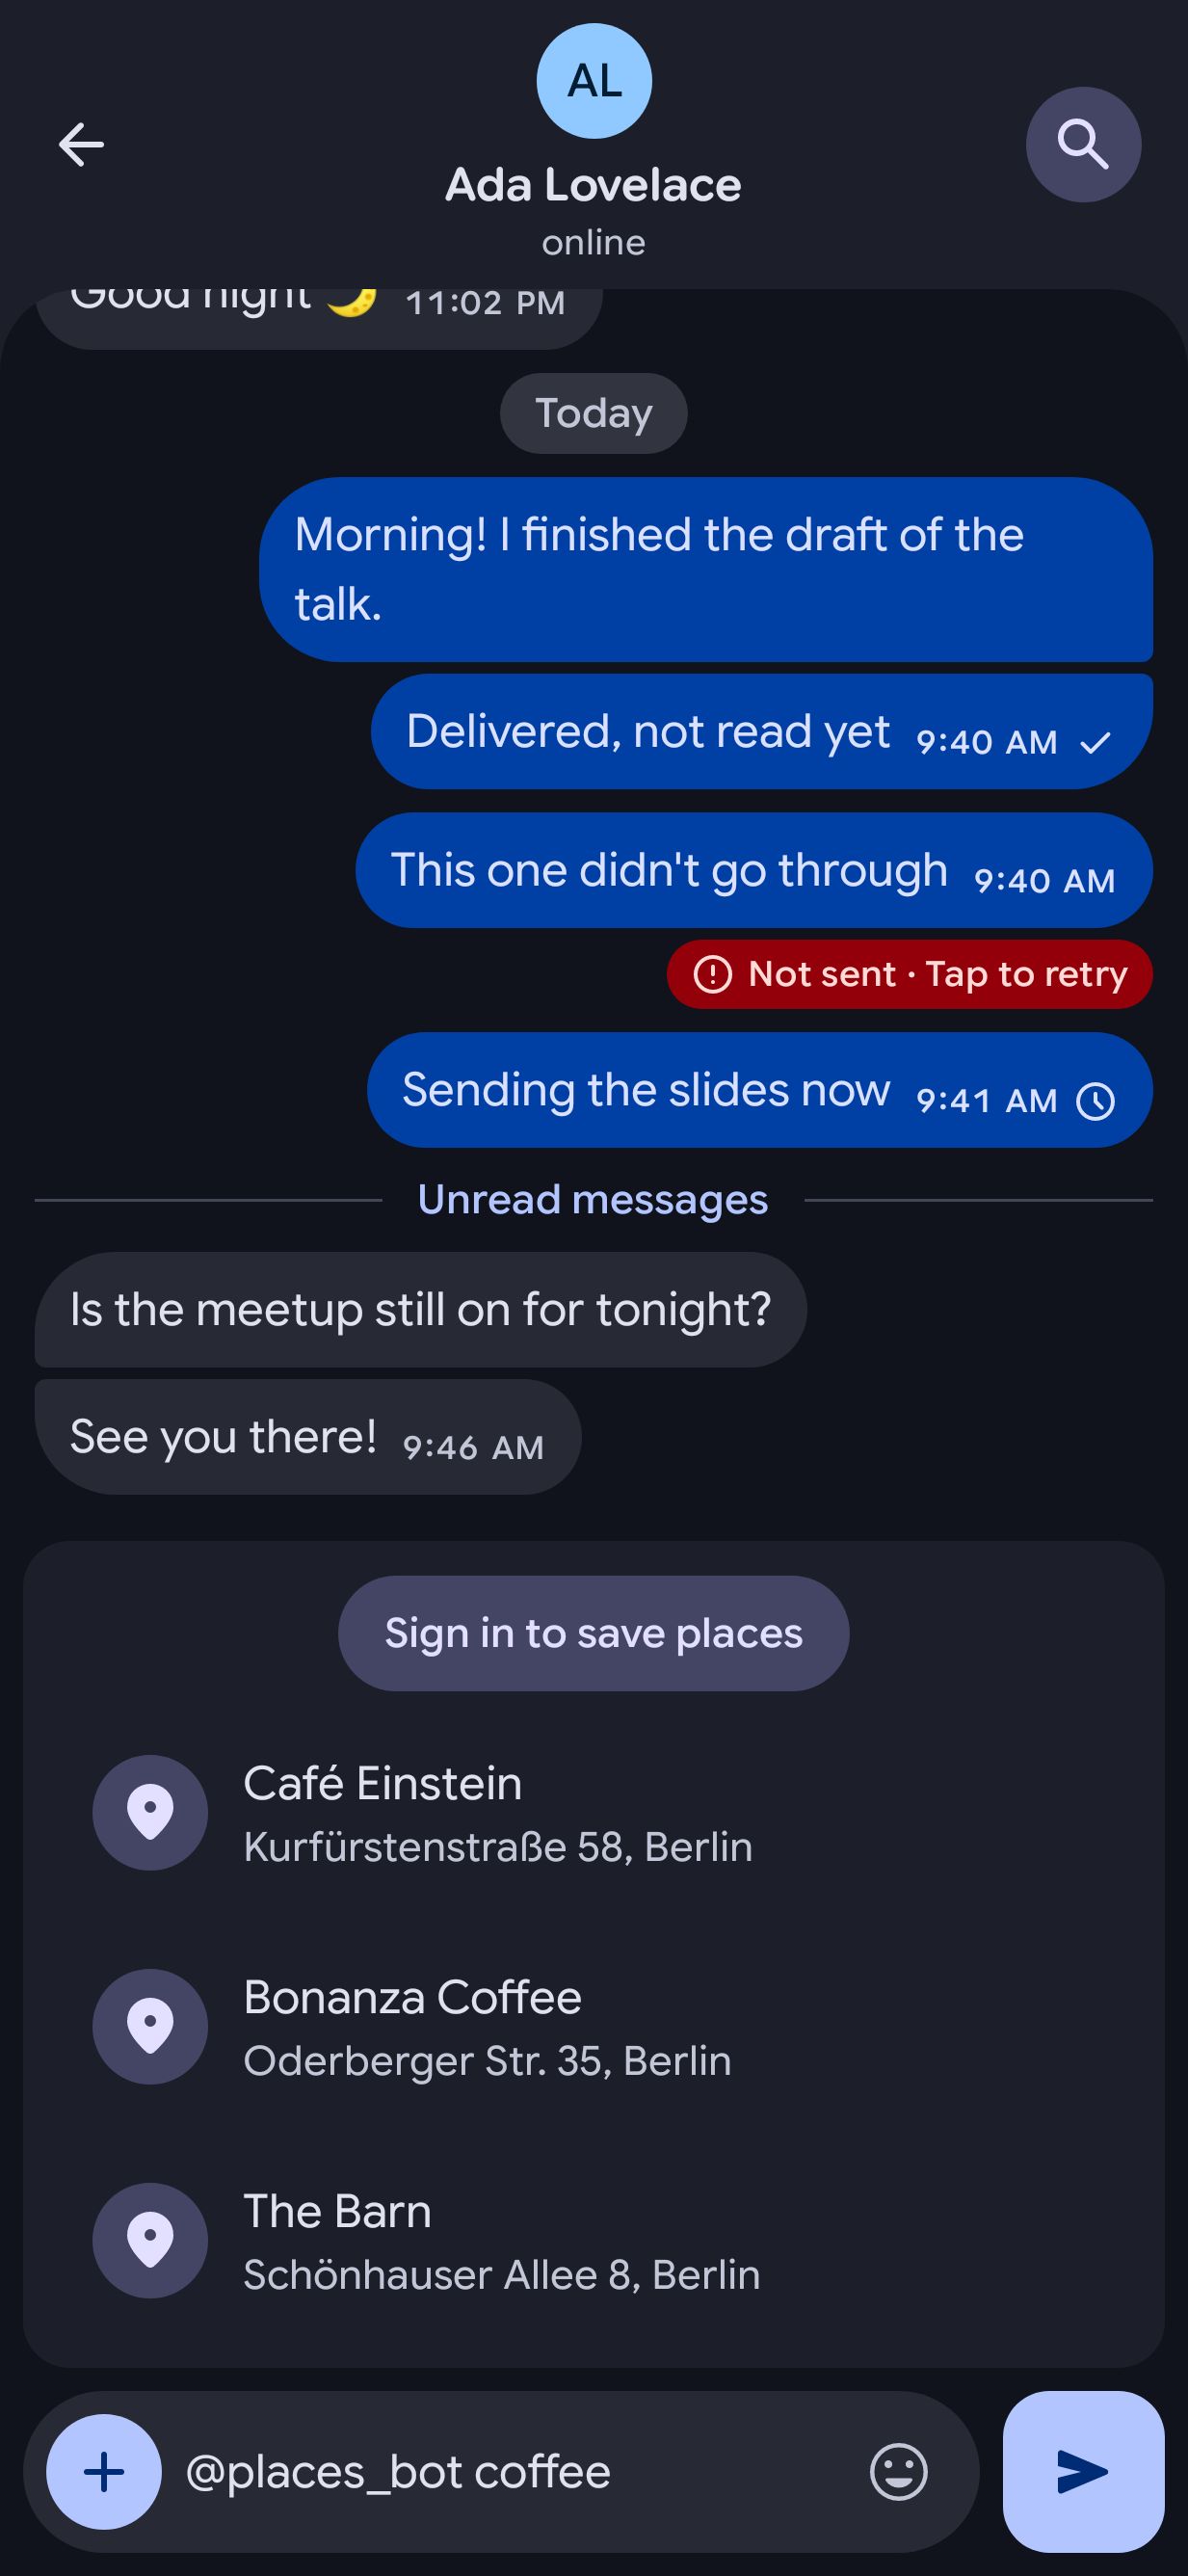 AL
Ada Lovelace
online
Good night 🌙 11:02 PM
Today
Morning! I finished the draft of the
talk.
Delivered, not read yet 9:40 AM
This one didn't go through 9:40 AM
Not sent · Tap to retry
Sending the slides now 9:41 AM
Unread messages
Is the meetup still on for tonight?
See you there! 9:46 AM
Sign in to save places
Café Einstein
Kurfürstenstraße 58, Berlin
Bonanza Coffee
Oderberger Str. 35, Berlin
The Barn
Schönhauser Allee 8, Berlin
@places_bot coffee